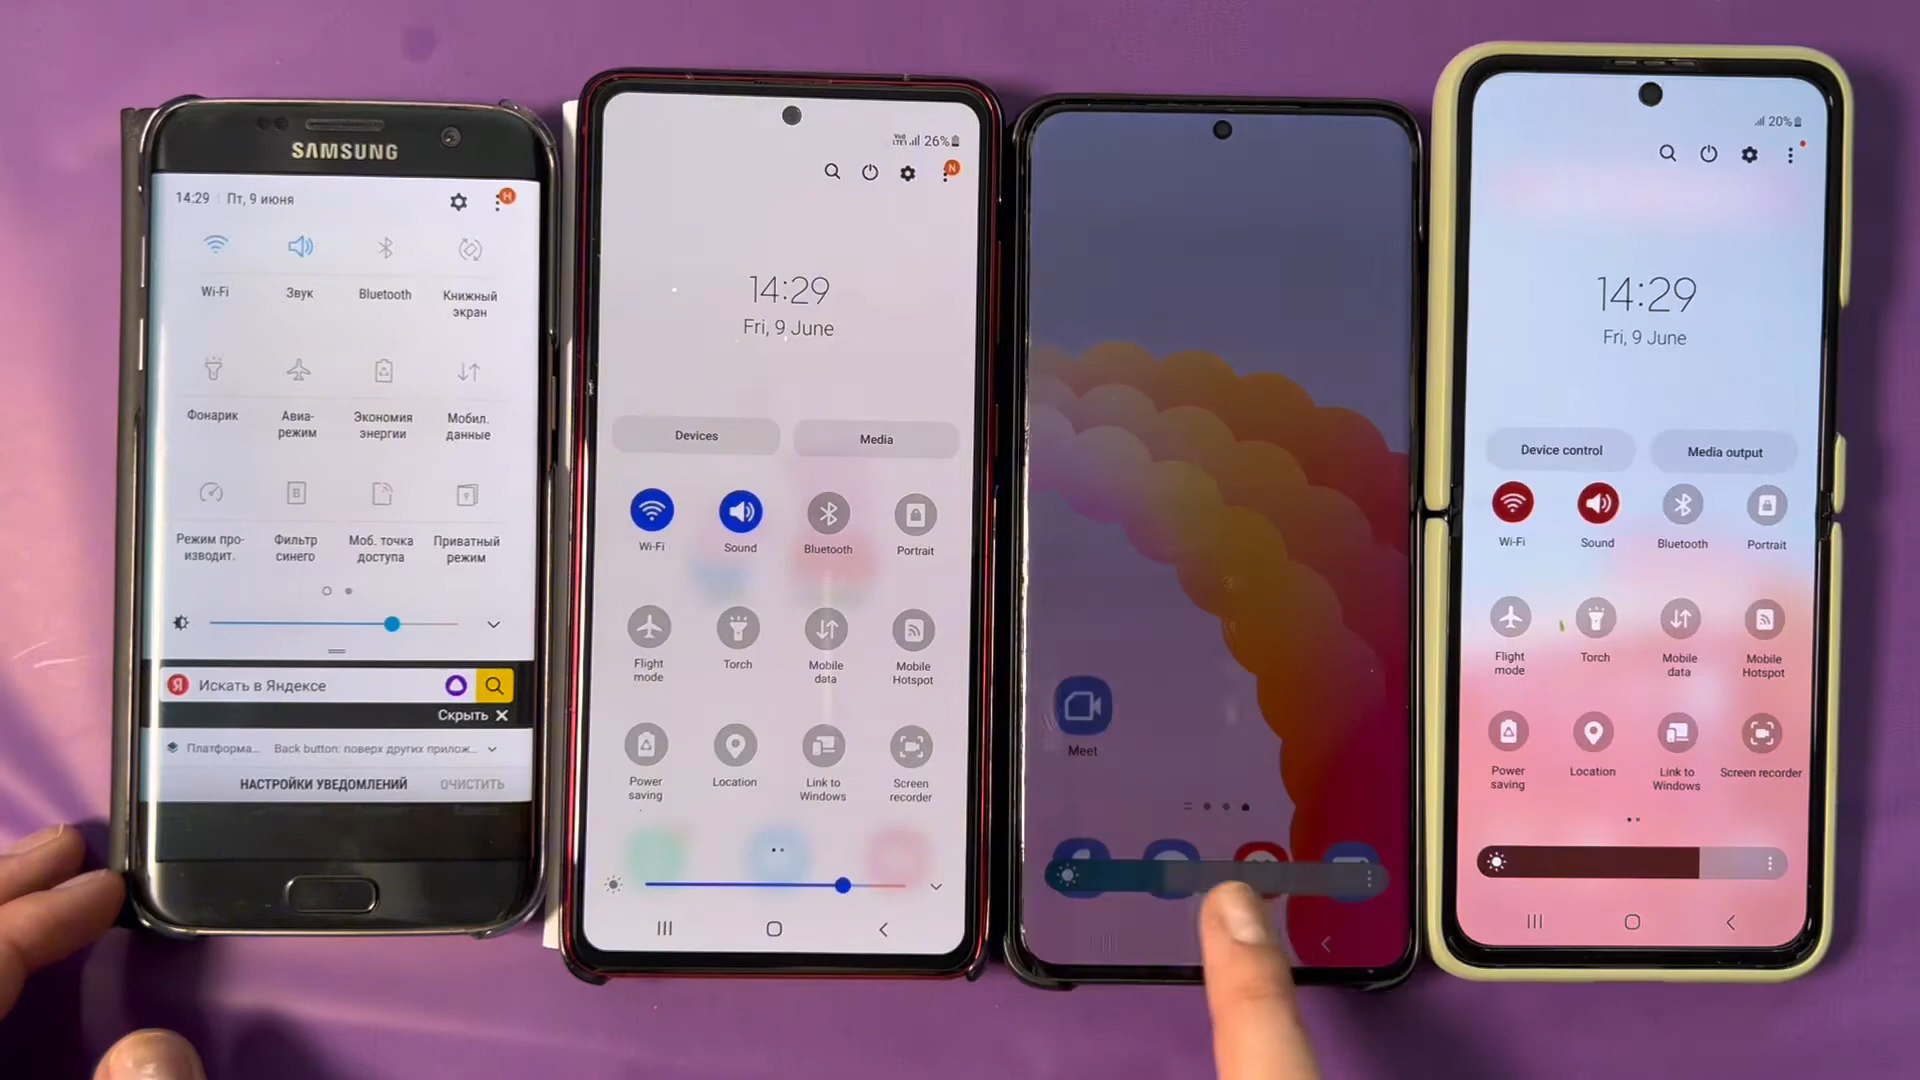 SAMSUNG
14:29 Пт, 9 июня
Н
Wi-Fi
Звук
Bluetooth
Книжный
экран
Фонарик
Авиа-
режим
Экономия
энергии
Мобил.
данные
Режим про-
изводит.
B
Фильтр
синего
Моб. точка
доступа
Приватный
режим
Я Искать в Яндексе
Скрыть ✕
Платформа... Back button: поверх других прилож...
НАСТРОЙКИ УВЕДОМЛЕНИЙ ОЧИСТИТЬ
26%
N
14:29
Fri, 9 June
Devices
Media
Wi-Fi
Sound
Bluetooth
Portrait
Flight
mode
Torch
Mobile
data
Mobile
Hotspot
Power
saving
Location
Link to
Windows
Screen
recorder
Meet
20%
14:29
Fri, 9 June
Device control
Media output
Wi-Fi
Sound
Bluetooth
Portrait
Flight
mode
Torch
Mobile
data
Mobile
Hotspot
Power
saving
Location
Link to
Windows
Screen recorder